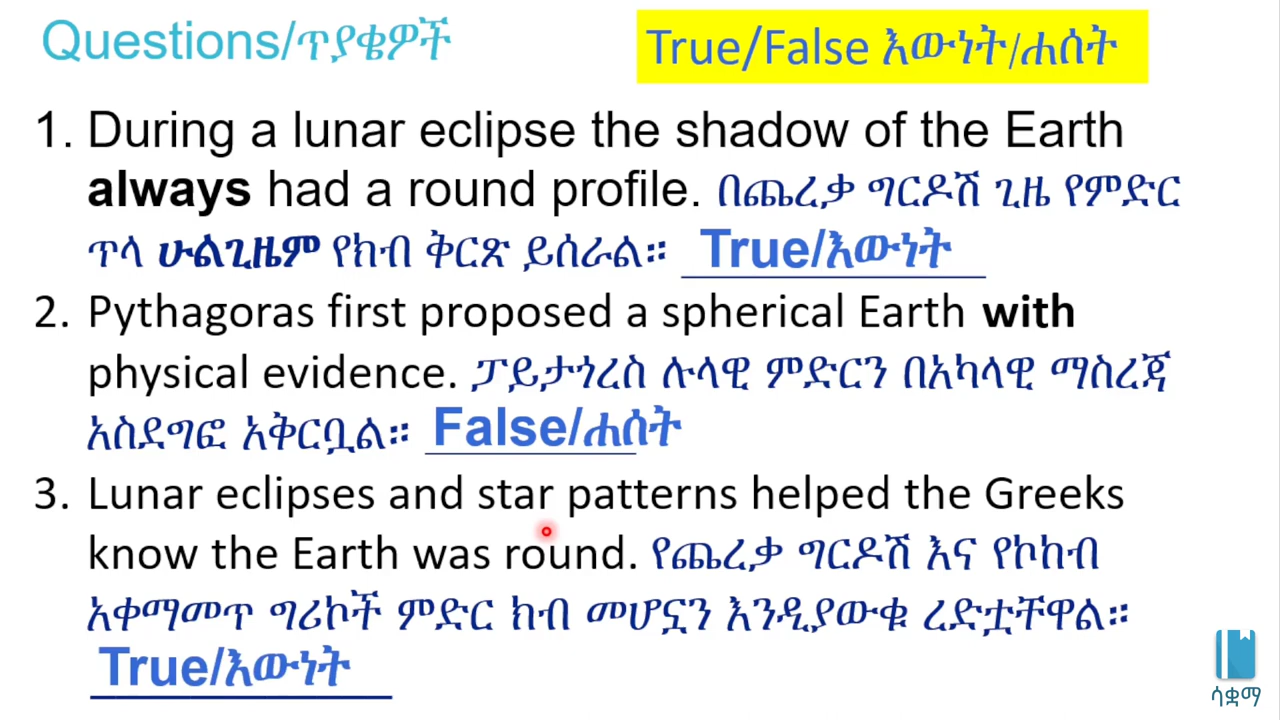 Questions/ጥያቄዎች
True/False እውነት/ሐሰት
1. During a lunar eclipse the shadow of the Earth
always had a round profile. በጨረቃ ግርዶሽ ጊዜ የምድር
ጥላ ሁልጊዜም የክብ ቅርጽ ይሰራል። True/እውነት
2. Pythagoras first proposed a spherical Earth with
physical evidence. ፓይታጎረስ ሉላዊ ምድርን በአካላዊ ማስረጃ
አስደግፎ አቅርቧል። False/ሐሰት
3. Lunar eclipses and star patterns helped the Greeks
know the Earth was round. የጨረቃ ግርዶሽ እና የኮከብ
አቀማመጥ ግሪኮች ምድር ክብ መሆኗን እንዲያውቁ ረድቷቸዋል።
True/እውነት
ሳቋማ